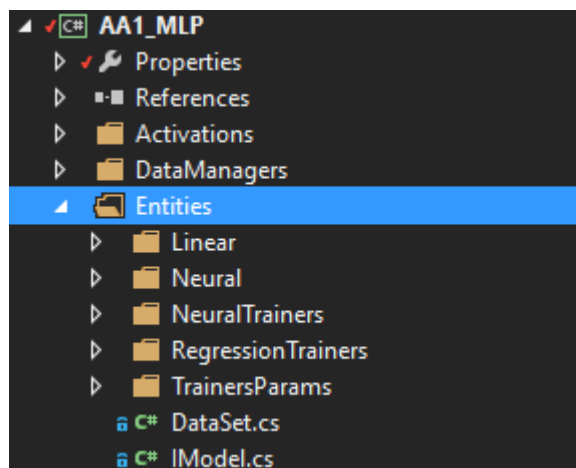 C# AA1_MLP
Properties
References
Activations
DataManagers
Entities
Linear
Neural
NeuralTrainers
RegressionTrainers
TrainersParams
C# DataSet.cs
C# IModel.cs